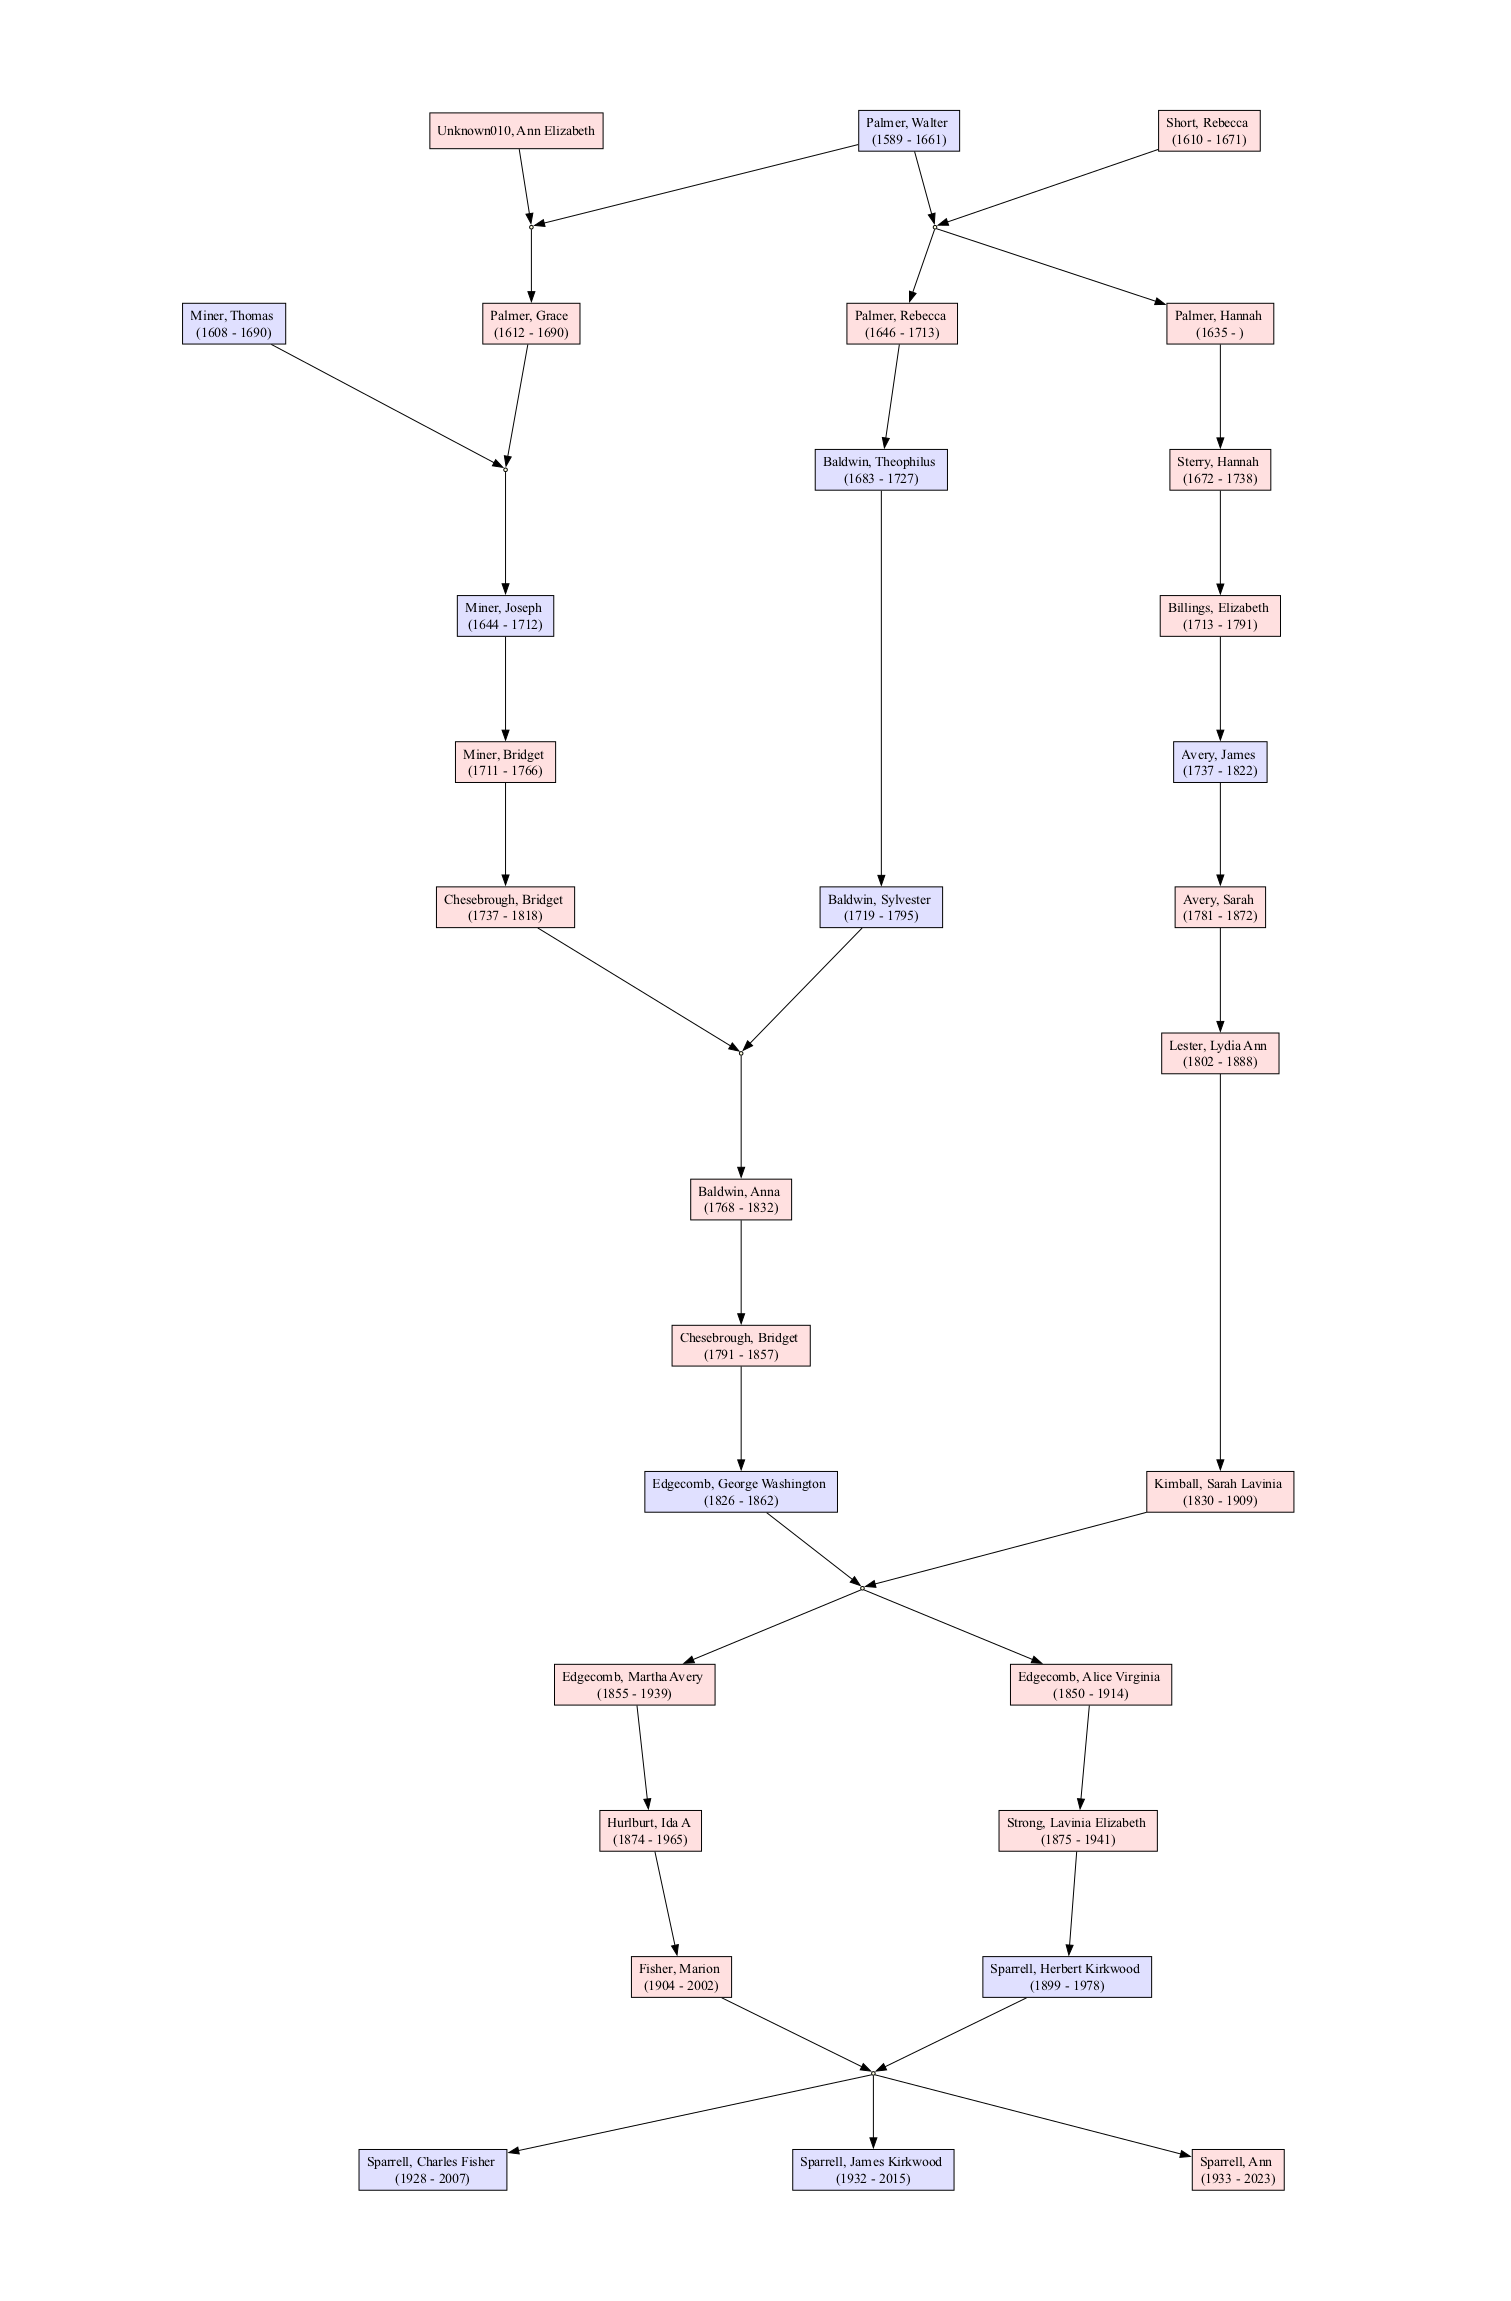 Unknown010, Ann Elizabeth
Palmer, Walter
(1589 - 1661)
Short, Rebecca
(1610 - 1671)
Miner, Thomas
(1608 - 1690)
Palmer, Grace
(1612 - 1690)
Palmer, Rebecca
(1646 - 1713)
Palmer, Hannah
(1635 - )
Baldwin, Theophilus
(1683 - 1727)
Sterry, Hannah
(1672 - 1738)
Miner, Joseph
(1644 - 1712)
Billings, Elizabeth
(1713 - 1791)
Miner, Bridget
(1711 - 1766)
Avery, James
(1737 - 1822)
Chesebrough, Bridget
(1737 - 1818)
Baldwin, Sylvester
(1719 - 1795)
Avery, Sarah
(1781 - 1872)
Lester, Lydia Ann
(1802 - 1888)
Baldwin, Anna
(1768 - 1832)
Chesebrough, Bridget
(1791 - 1857)
Edgecomb, George Washington
(1826 - 1862)
Kimball, Sarah Lavinia
(1830 - 1909)
Edgecomb, Martha Avery
(1855 - 1939)
Edgecomb, Alice Virginia
(1850 - 1914)
Hurlburt, Ida A
(1874 - 1965)
Strong, Lavinia Elizabeth
(1875 - 1941)
Fisher, Marion
(1904 - 2002)
Sparrell, Herbert Kirkwood
(1899 - 1978)
Sparrell, Charles Fisher
(1928 - 2007)
Sparrell, James Kirkwood
(1932 - 2015)
Sparrell, Ann
(1933 - 2023)